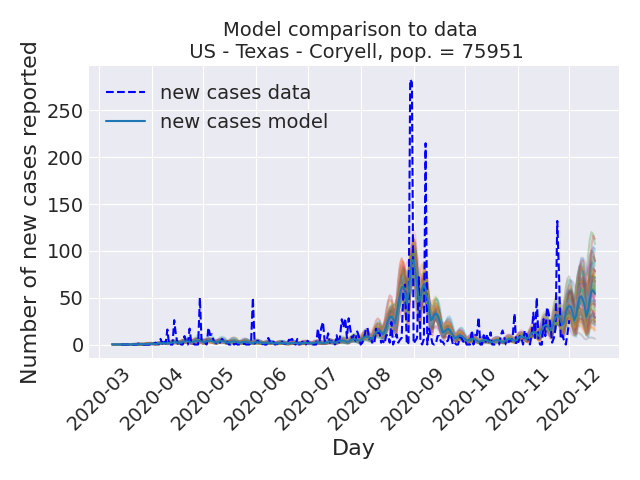 Model comparison to data
US - Texas - Coryell, pop. = 75951
new cases data
new cases model
Number of new cases reported
250
200
150
100
50
0
2020-03
2020-04
2020-05
2020-06
2020-07
2020-08
2020-09
2020-10
2020-11
2020-12
Day